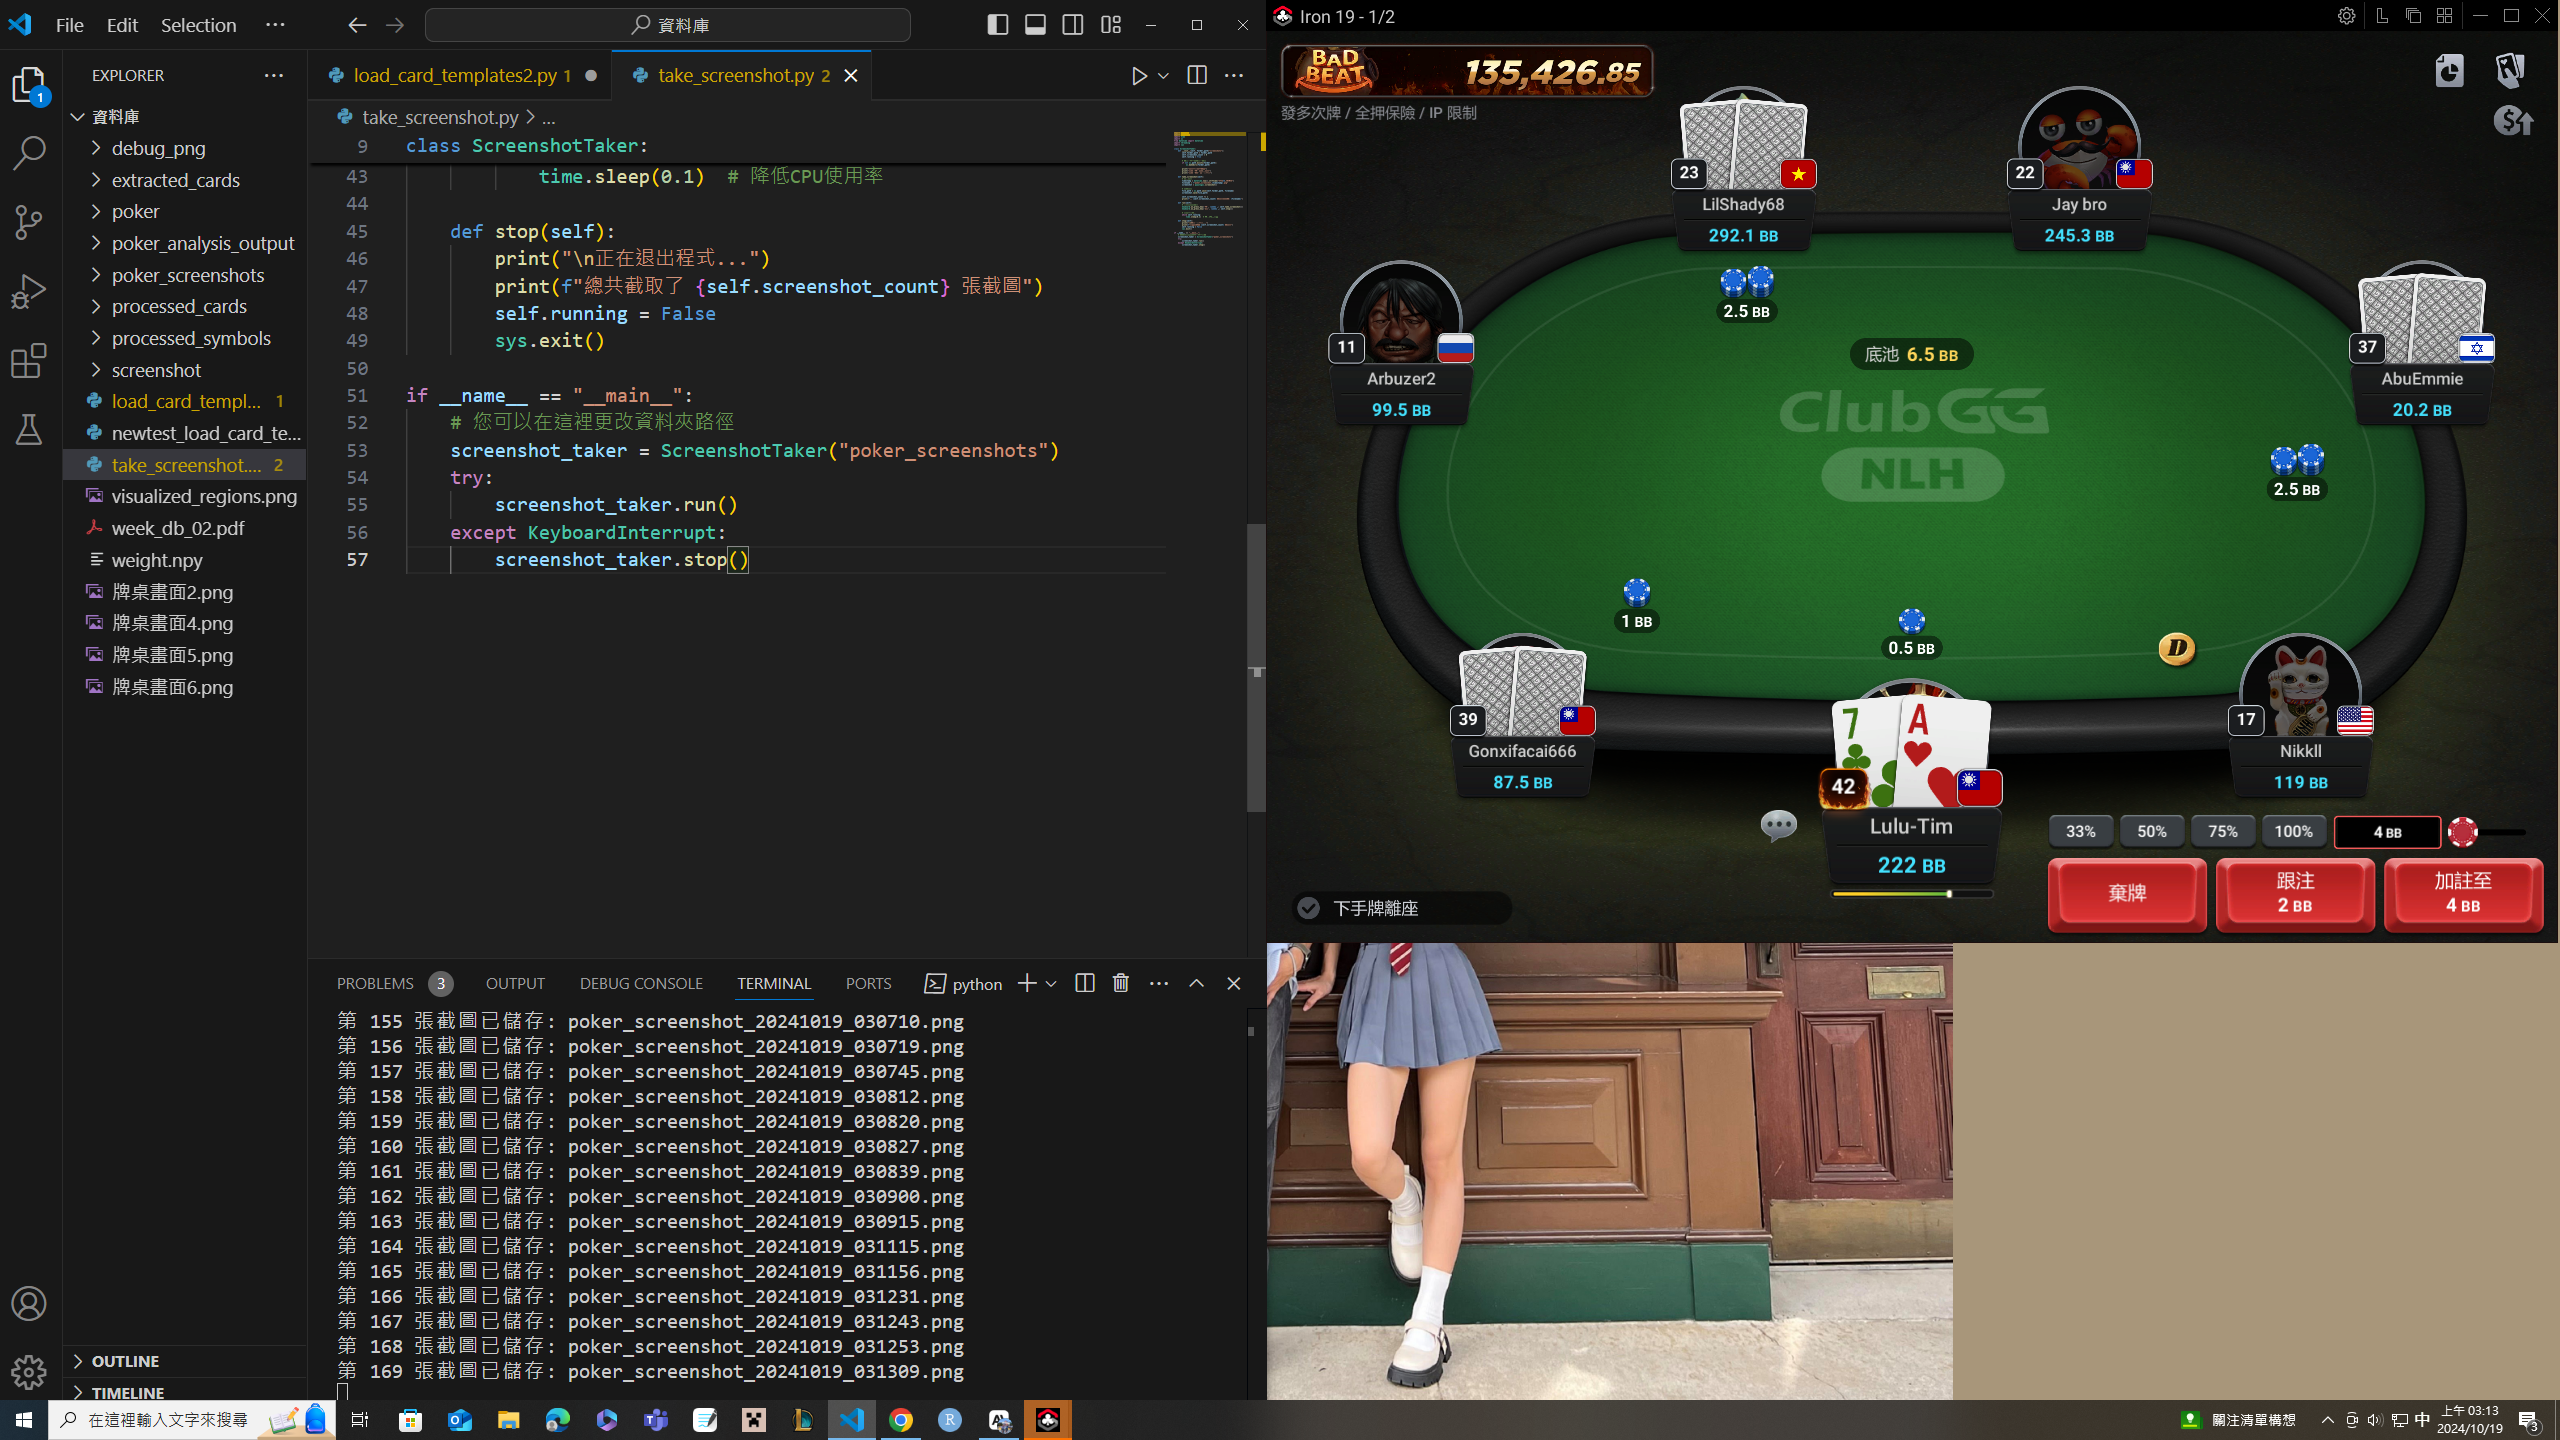 File Edit Selection ···
資料庫
EXPLORER ···
資料庫
debug_png
extracted_cards
poker
poker_analysis_output
poker_screenshots
processed_cards
processed_symbols
screenshot
load_card_templ... 1
newtest_load_card_te...
take_screenshot.... 2
visualized_regions.png
week_db_02.pdf
weight.npy
牌桌畫面2.png
牌桌畫面4.png
牌桌畫面5.png
牌桌畫面6.png
OUTLINE
TIMELINE
1
load_card_templates2.py 1
take_screenshot.py 2
take_screenshot.py > ...
9 class ScreenshotTaker:
43 time.sleep(0.1) # 降低CPU使用率
44
45 def stop(self):
46 print("\n正在退出程式...")
47 print(f"總共截取了 {self.screenshot_count} 張截圖")
48 self.running = False
49 sys.exit()
50
51 if __name__ == "__main__":
52 # 您可以在這裡更改資料夾路徑
53 screenshot_taker = ScreenshotTaker("poker_screenshots")
54 try:
55 screenshot_taker.run()
56 except KeyboardInterrupt:
57 screenshot_taker.stop()
PROBLEMS 3 OUTPUT DEBUG CONSOLE TERMINAL PORTS python
第 155 張截圖已儲存: poker_screenshot_20241019_030710.png
第 156 張截圖已儲存: poker_screenshot_20241019_030719.png
第 157 張截圖已儲存: poker_screenshot_20241019_030745.png
第 158 張截圖已儲存: poker_screenshot_20241019_030812.png
第 159 張截圖已儲存: poker_screenshot_20241019_030820.png
第 160 張截圖已儲存: poker_screenshot_20241019_030827.png
第 161 張截圖已儲存: poker_screenshot_20241019_030839.png
第 162 張截圖已儲存: poker_screenshot_20241019_030900.png
第 163 張截圖已儲存: poker_screenshot_20241019_030915.png
第 164 張截圖已儲存: poker_screenshot_20241019_031115.png
第 165 張截圖已儲存: poker_screenshot_20241019_031156.png
第 166 張截圖已儲存: poker_screenshot_20241019_031231.png
第 167 張截圖已儲存: poker_screenshot_20241019_031243.png
第 168 張截圖已儲存: poker_screenshot_20241019_031253.png
第 169 張截圖已儲存: poker_screenshot_20241019_031309.png
Iron 19 - 1/2
BAD BEAT 135,426.85
發多次牌 / 全押保險 / IP 限制
23
LilShady68
292.1 BB
22
Jay bro
245.3 BB
11
Arbuzer2
99.5 BB
37
AbuEmmie
20.2 BB
2.5 BB
底池 6.5 BB
ClubGG
NLH
2.5 BB
1 BB
0.5 BB
D
39
Gonxifacai666
87.5 BB
7 A
42
Lulu-Tim
222 BB
17
Nikkll
119 BB
33% 50% 75% 100% 4 BB
棄牌
跟注
2 BB
加註至
4 BB
下手牌離座
在這裡輸入文字來搜尋
關注清單構想
中
上午 03:13
2024/10/19
3